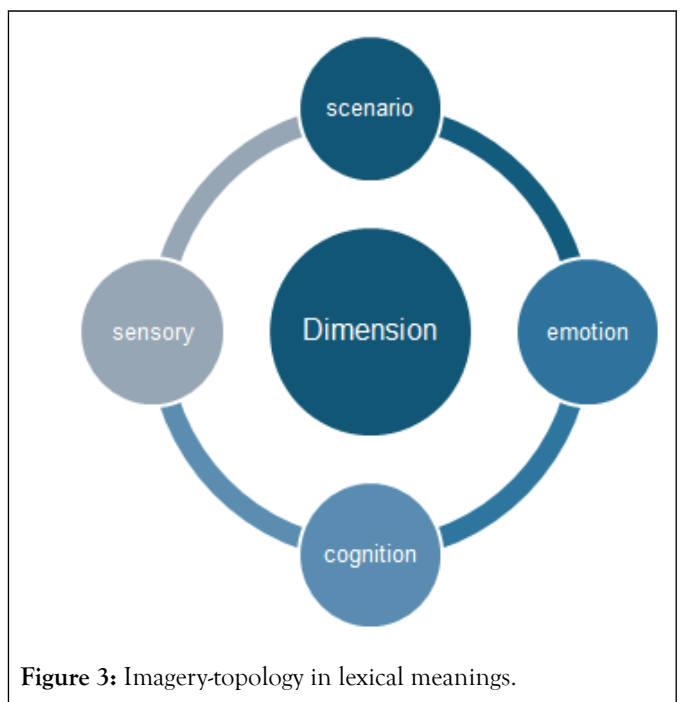 scenario
sensory
Dimension
emotion
cognition
Figure 3: Imagery-topology in lexical meanings.